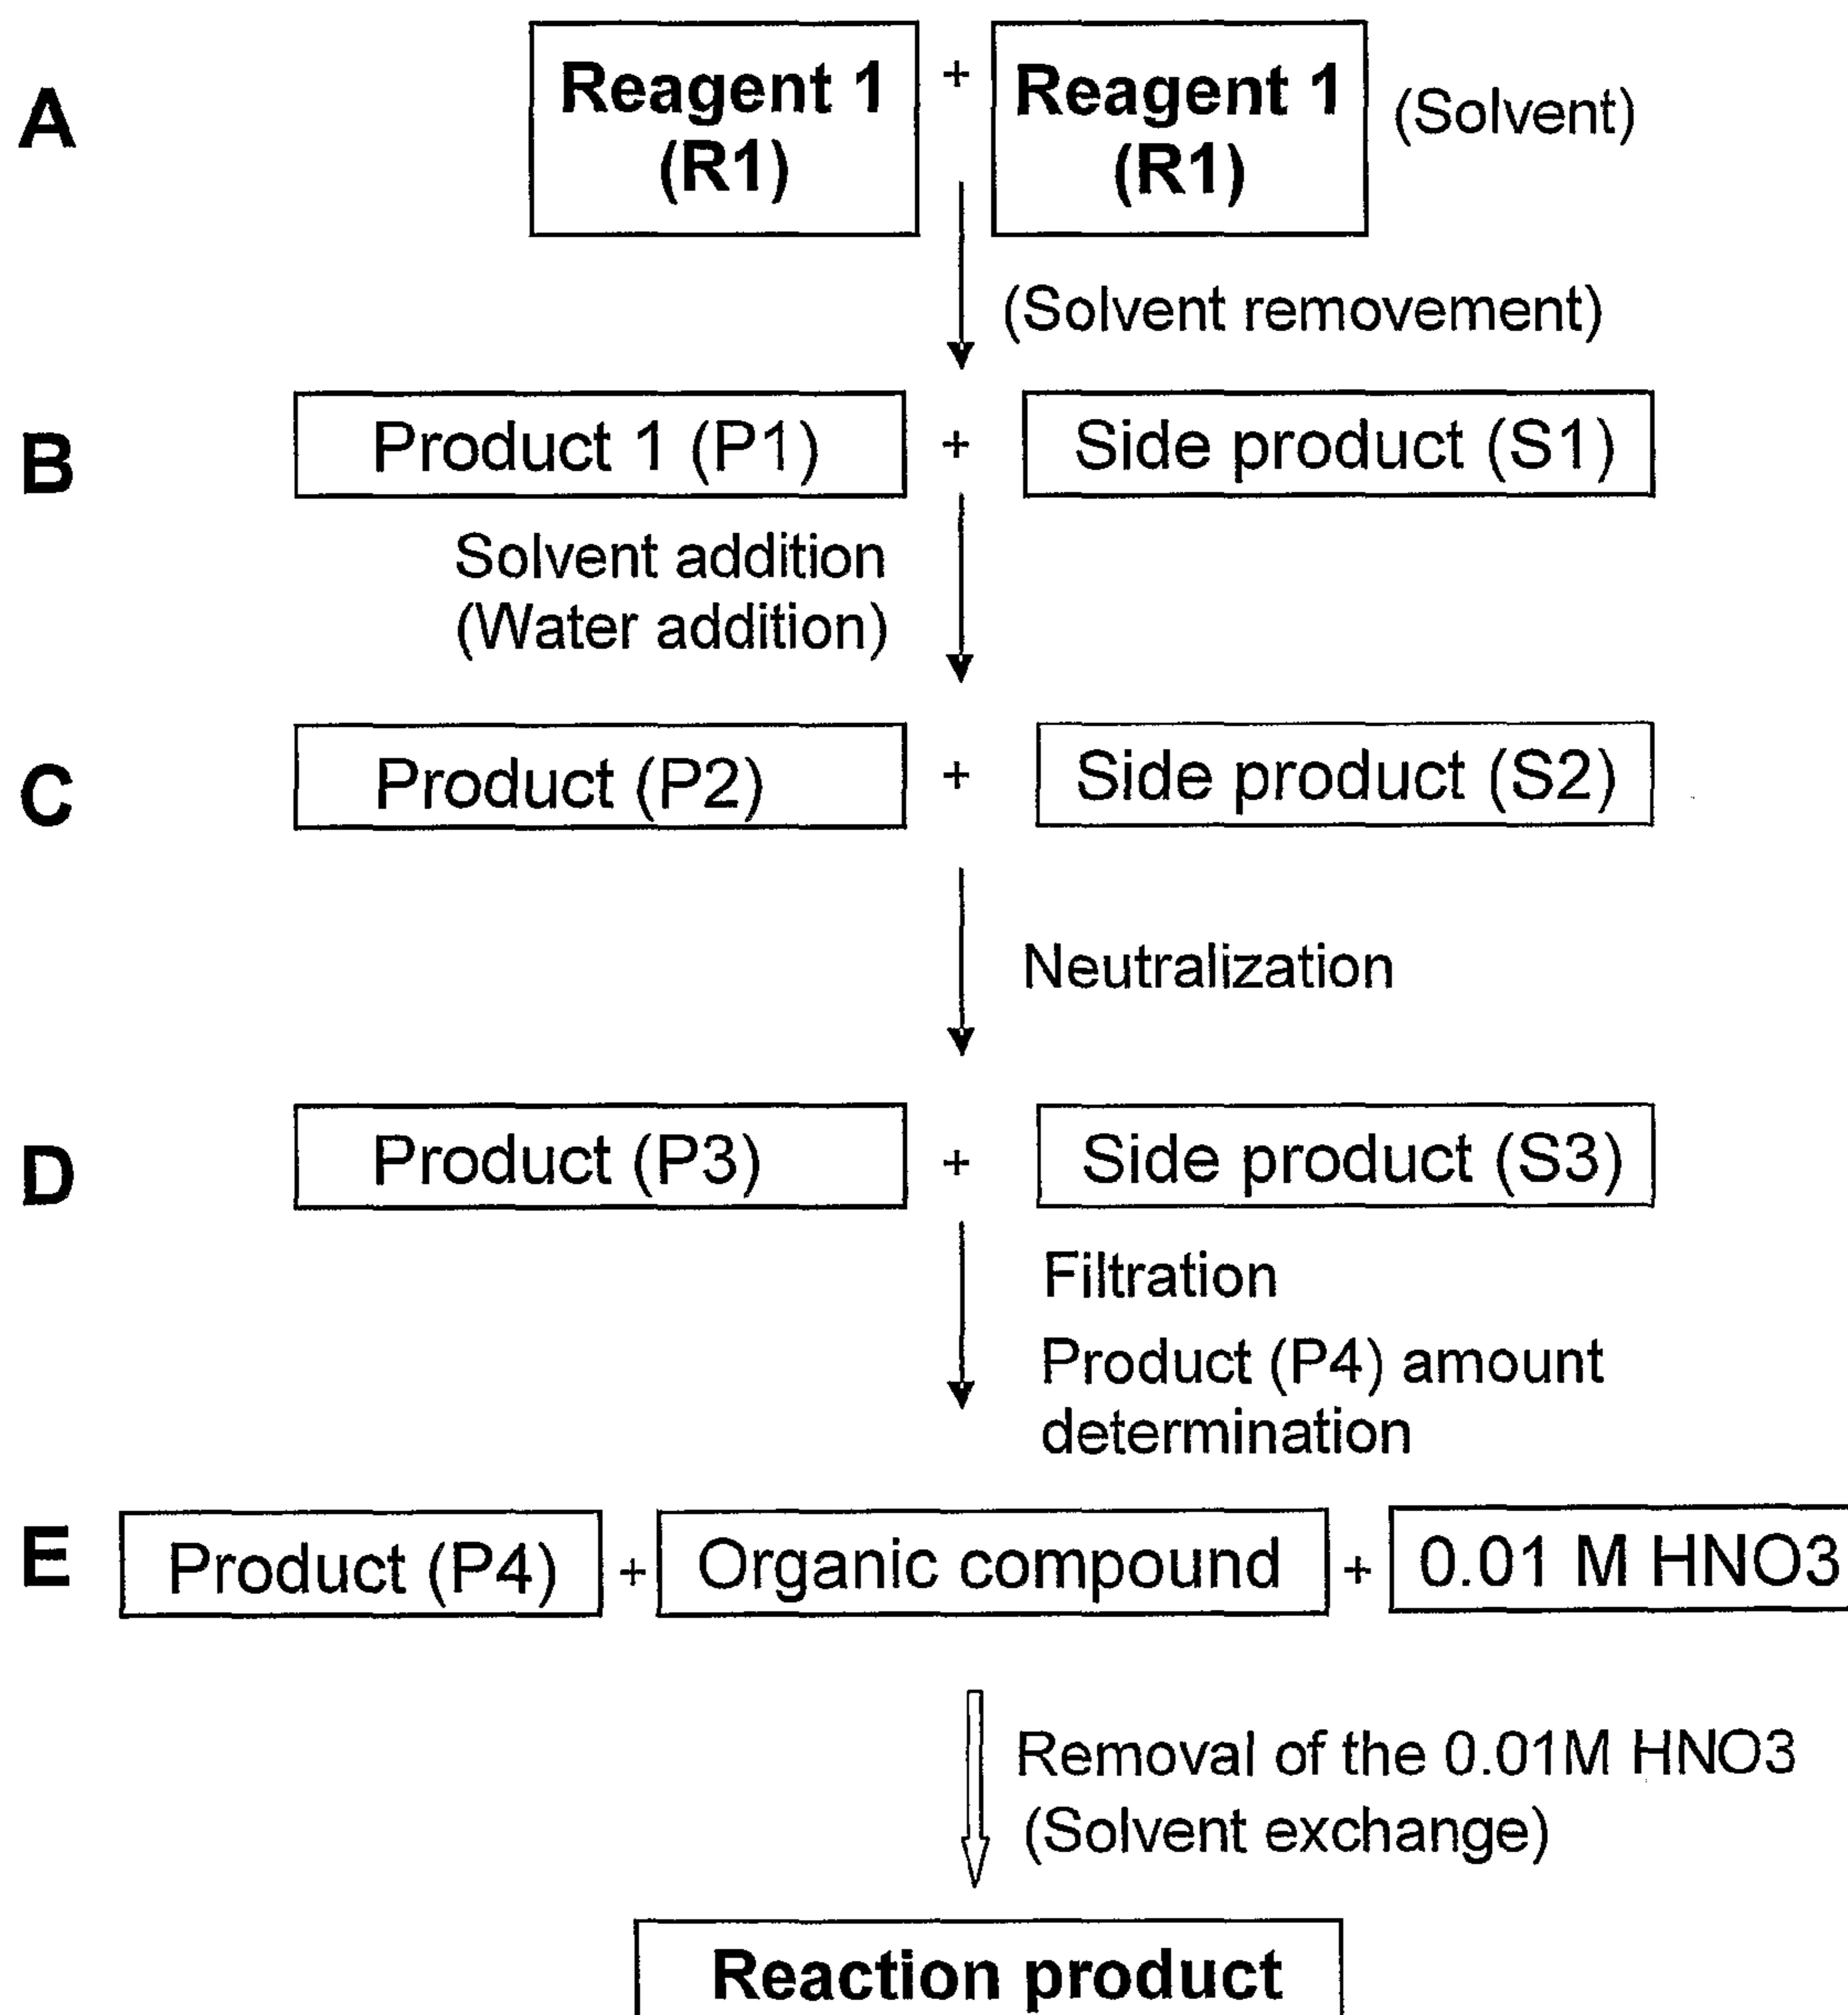 A
Reagent 1
(R1)
+
Reagent 1
(R1)
(Solvent)
(Solvent removement)
B
Product 1 (P1)
+
Side product (S1)
Solvent addition
(Water addition)
C
Product (P2)
+
Side product (S2)
Neutralization
D
Product (P3)
+
Side product (S3)
Filtration
Product (P4) amount
determination
E
Product (P4)
+
Organic compound
+
0.01 M HNO3
Removal of the 0.01M HNO3
(Solvent exchange)
Reaction product